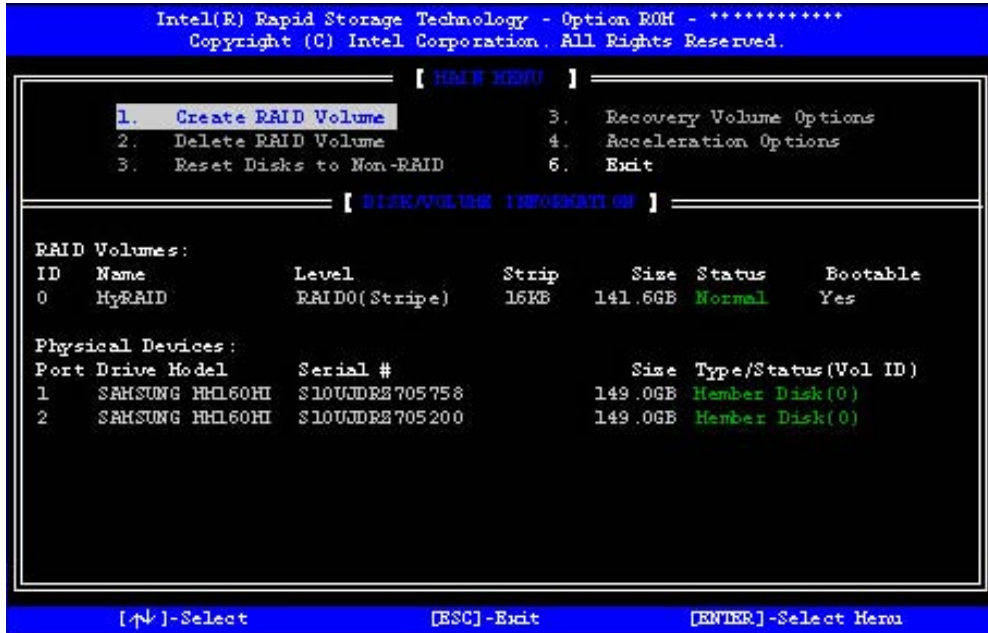 Intel(R) Rapid Storage Technology - Option ROM - ************
Copyright (C) Intel Corporation. All Rights Reserved.
[ MAIN MENU ]
1. Create RAID Volume
2. Delete RAID Volume
3. Reset Disks to Non-RAID
3. Recovery Volume Options
4. Acceleration Options
6. Exit
[ DISK/VOLUME INFORMATION ]
RAID Volumes:
ID Name Level Strip Size Status Bootable
0 HyRAID RAID0(Stripe) 16KB 141.6GB Normal Yes
Physical Devices:
Port Drive Model Serial # Size Type/Status(Vol ID)
1 SAMSUNG HM160HI S10UJDRS705758 149.0GB Member Disk(0)
2 SAMSUNG HM160HI S10UJDRS705200 149.0GB Member Disk(0)
[↑↓]-Select [ESC]-Exit [ENTER]-Select Menu